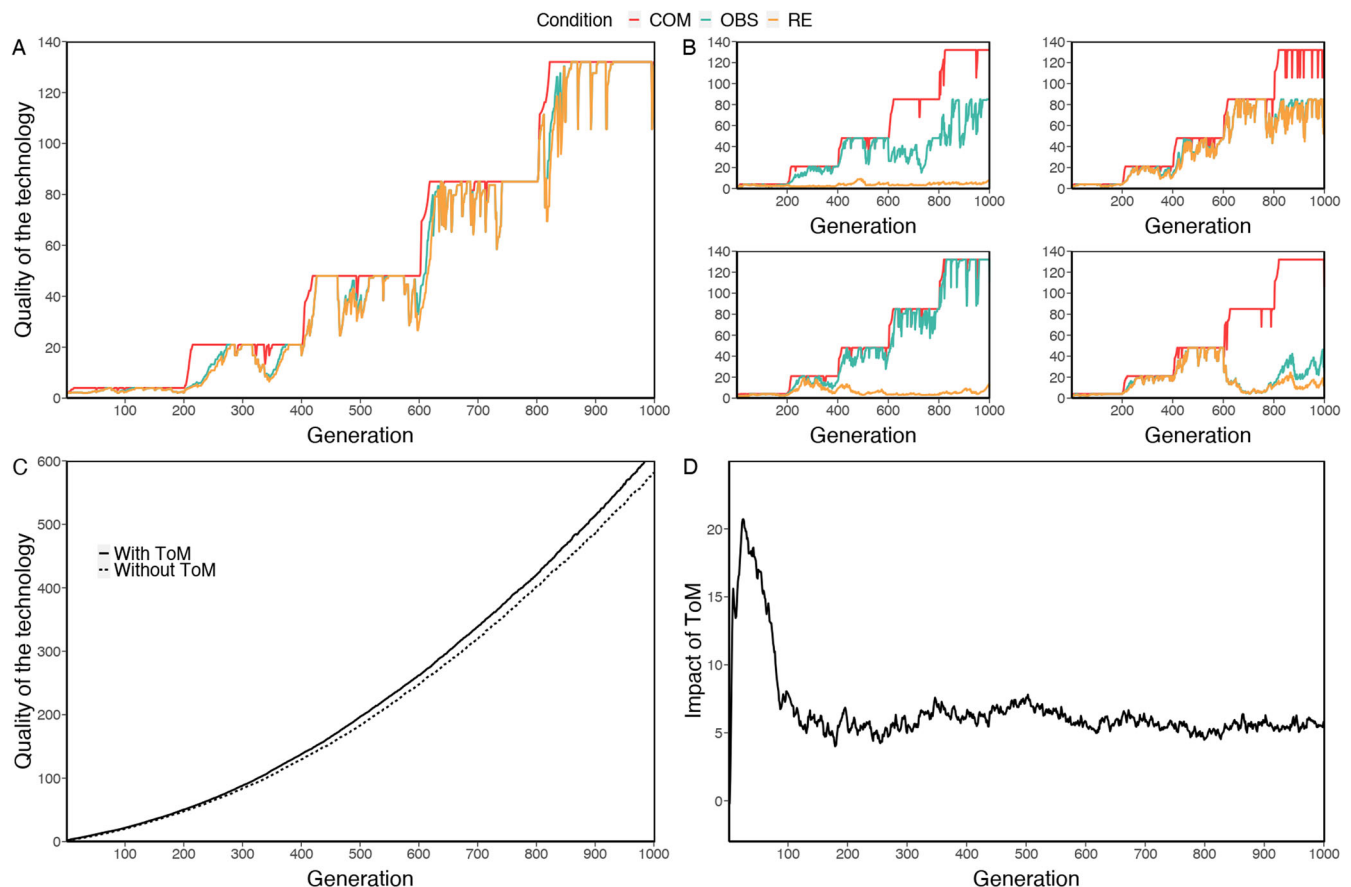 Condition COM OBS RE
A
140
120
100
80
60
40
20
0
Quality of the technology
100 200 300 400 500 600 700 800 900 1000
Generation
B
140
120
100
80
60
40
20
0
200 400 600 800 1000
Generation
140
120
100
80
60
40
20
0
200 400 600 800 1000
Generation
140
120
100
80
60
40
20
0
200 400 600 800 1000
Generation
140
120
100
80
60
40
20
0
200 400 600 800 1000
Generation
C
600
500
400
300
200
100
0
Quality of the technology
With ToM
Without ToM
100 200 300 400 500 600 700 800 900 1000
Generation
D
20
15
10
5
0
Impact of ToM
100 200 300 400 500 600 700 800 900 1000
Generation